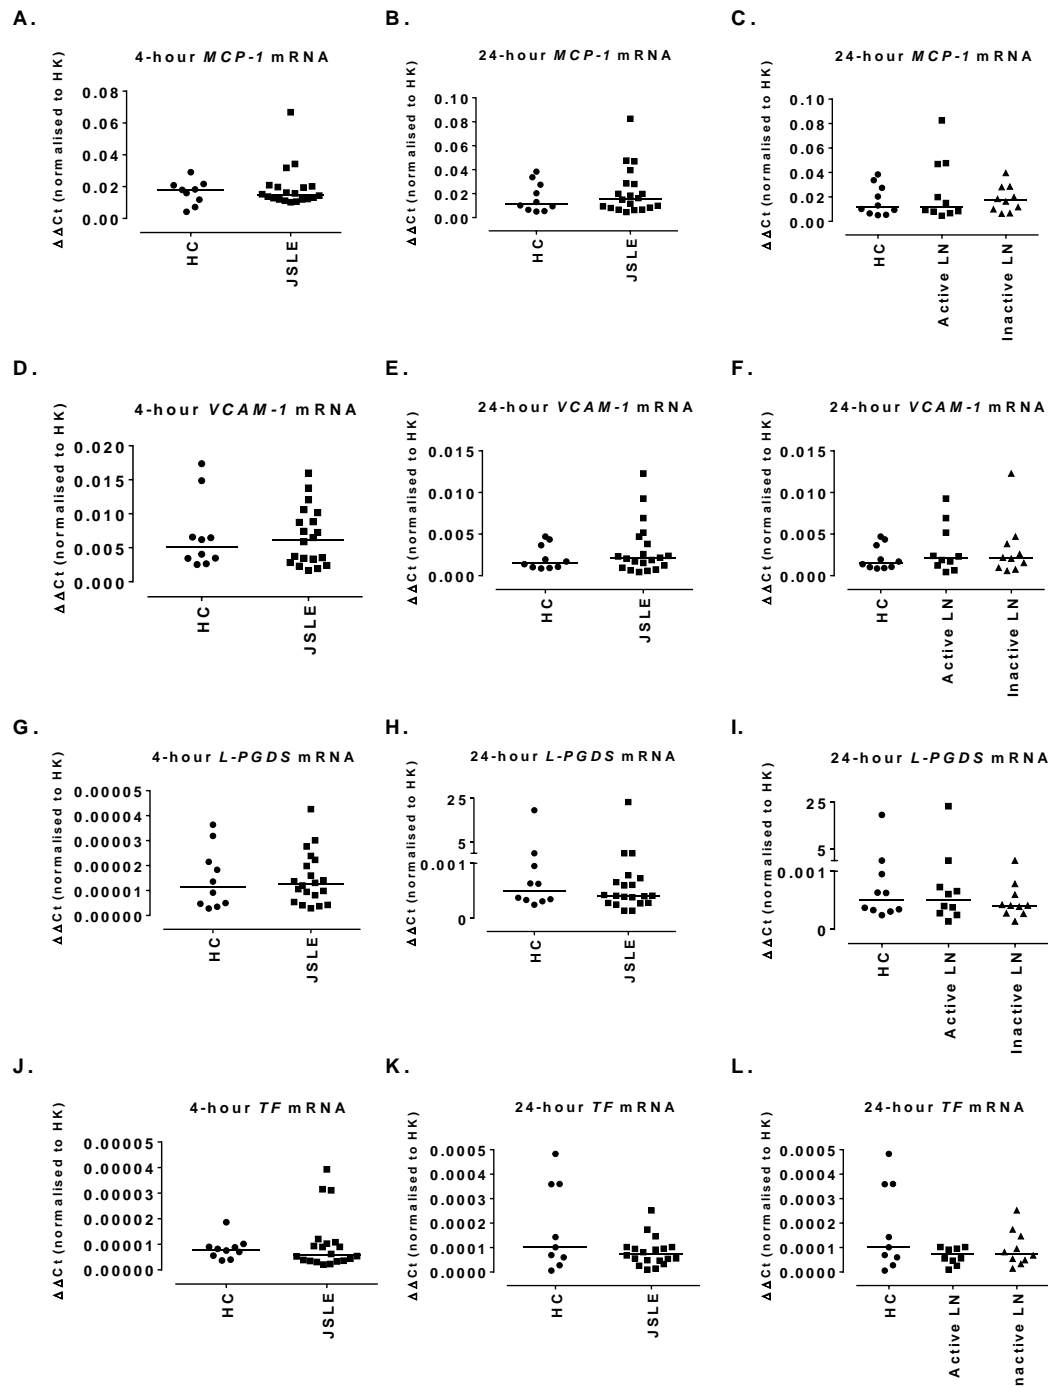 A.
4-hour MCP-1 mRNA
ΔΔCt (normalised to HK)
0.08
0.06
0.04
0.02
0.00
HC
JSLE
B.
24-hour MCP-1 mRNA
ΔΔCt (normalised to HK)
0.10
0.08
0.06
0.04
0.02
0.00
HC
JSLE
C.
24-hour MCP-1 mRNA
ΔΔCt (normalised to HK)
0.10
0.08
0.06
0.04
0.02
0.00
HC
Active LN
Inactive LN
D.
4-hour VCAM-1 mRNA
ΔΔCt (normalised to HK)
0.020
0.015
0.010
0.005
0.000
HC
JSLE
E.
24-hour VCAM-1 mRNA
ΔΔCt (normalised to HK)
0.015
0.010
0.005
0.000
HC
JSLE
F.
24-hour VCAM-1 mRNA
ΔΔCt (normalised to HK)
0.015
0.010
0.005
0.000
HC
Active LN
Inactive LN
G.
4-hour L-PGDS mRNA
ΔΔCt (normalised to HK)
0.00005
0.00004
0.00003
0.00002
0.00001
0.00000
HC
JSLE
H.
24-hour L-PGDS mRNA
ΔΔCt (normalised to HK)
25
5
0.001
0
HC
JSLE
I.
24-hour L-PGDS mRNA
ΔΔCt (normalised to HK)
25
5
0.001
0
HC
Active LN
Inactive LN
J.
4-hour TF mRNA
ΔΔCt (normalised to HK)
0.00005
0.00004
0.00003
0.00002
0.00001
0.00000
HC
JSLE
K.
24-hour TF mRNA
ΔΔCt (normalised to HK)
0.0005
0.0004
0.0003
0.0002
0.0001
0.0000
HC
JSLE
L.
24-hour TF mRNA
ΔΔCt (normalised to HK)
0.0005
0.0004
0.0003
0.0002
0.0001
0.0000
HC
Active LN
nactive LN